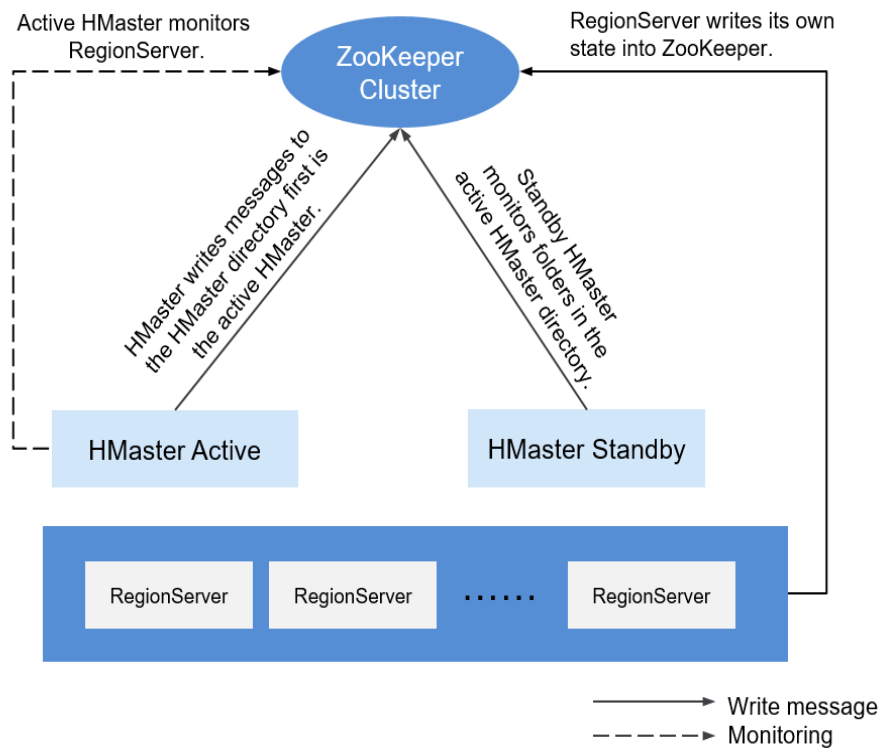 Active HMaster monitors
RegionServer.
RegionServer writes its own
state into ZooKeeper.
ZooKeeper
Cluster
HMaster writes messages to
the HMaster directory first is
the active HMaster.
Standby HMaster
monitors folders in the
active HMaster directory.
HMaster Active
HMaster Standby
RegionServer
RegionServer
......
RegionServer
Write message
Monitoring